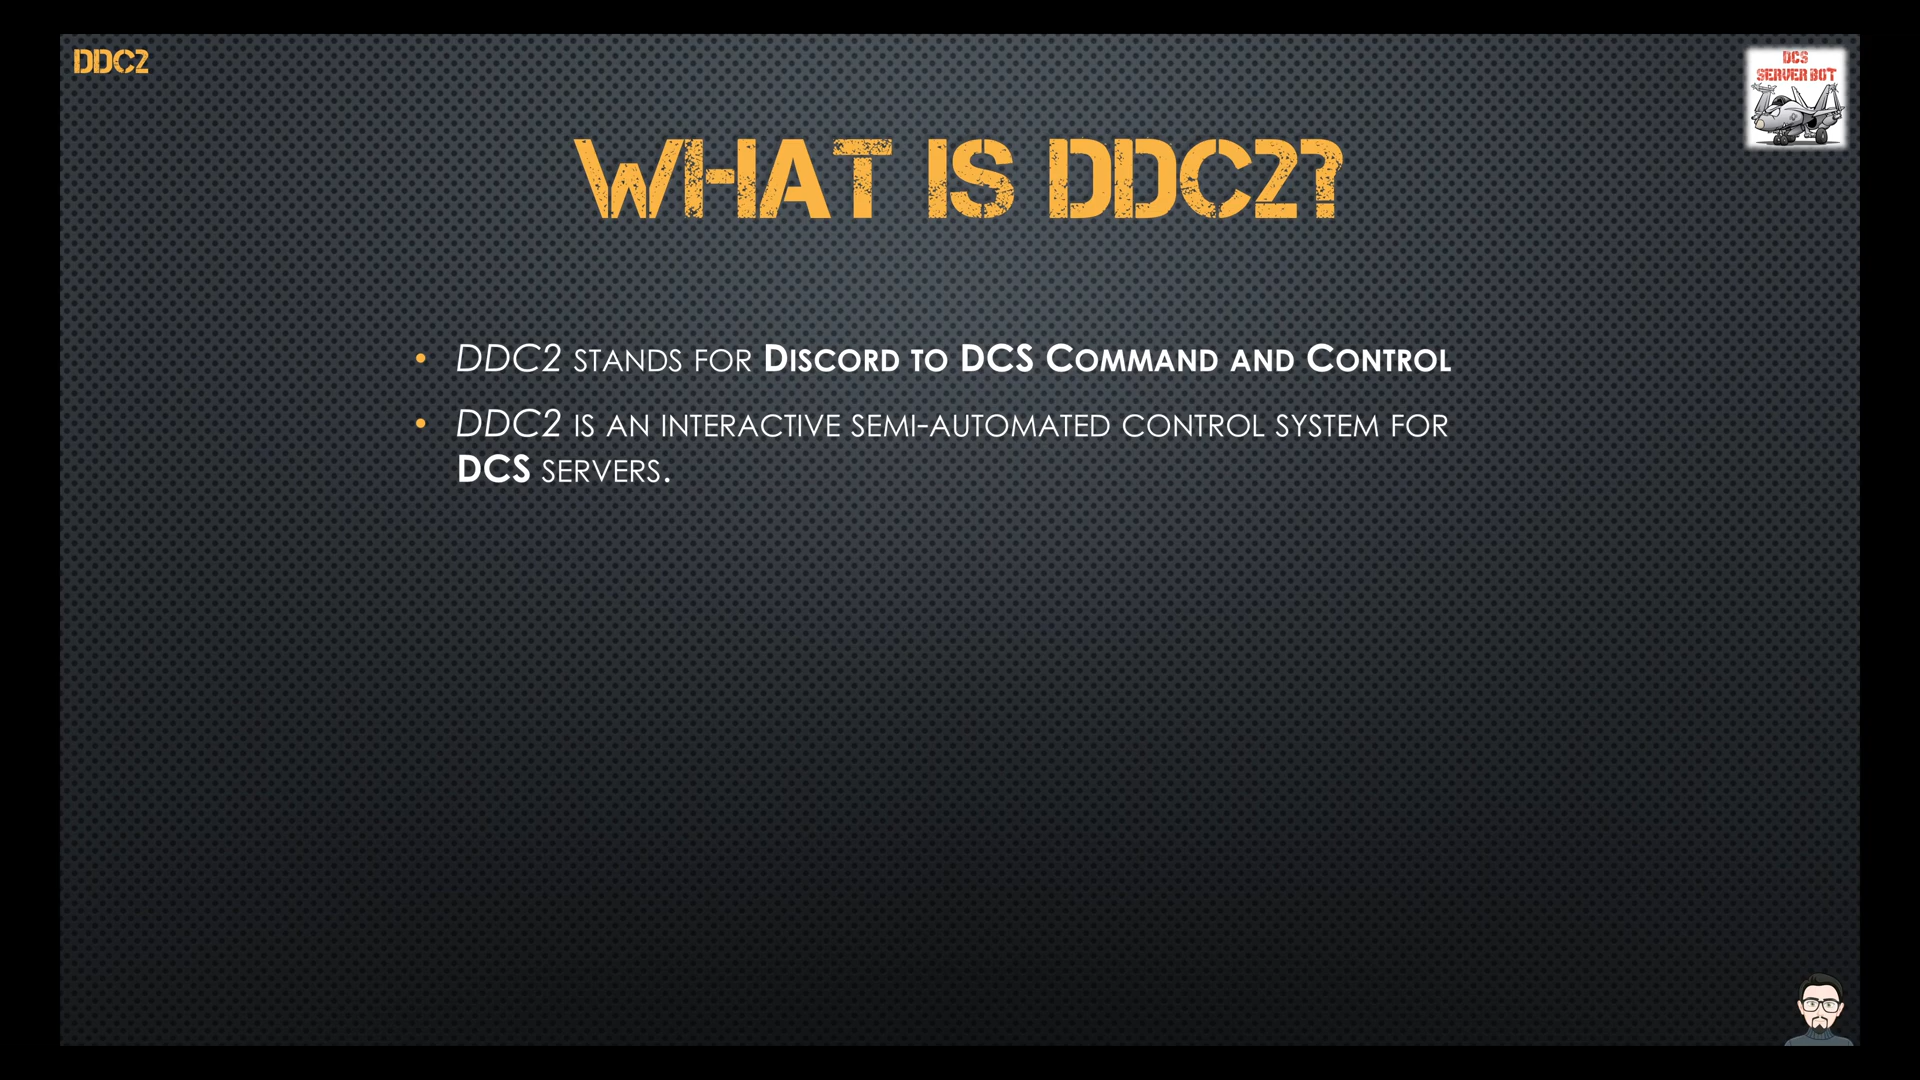 DDC2
DCS
SERVER BOT
WHAT IS DDC2?
• DDC2 STANDS FOR DISCORD TO DCS COMMAND AND CONTROL
• DDC2 IS AN INTERACTIVE SEMI-AUTOMATED CONTROL SYSTEM FOR
DCS SERVERS.